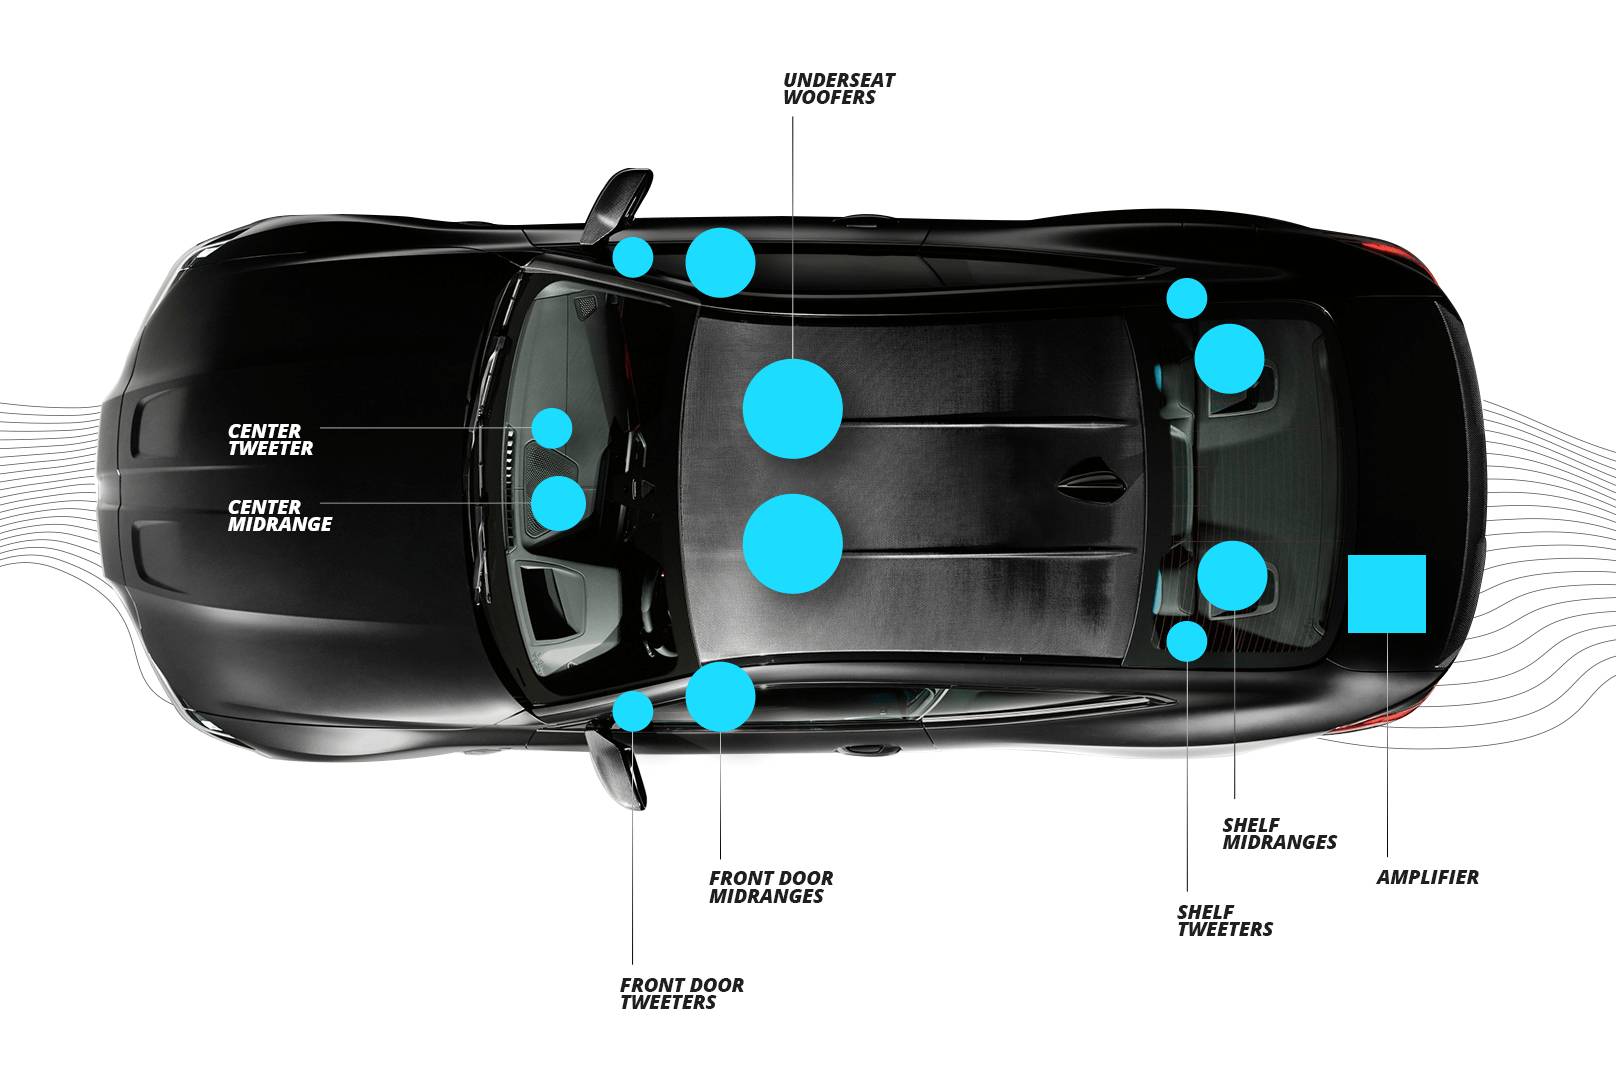 UNDERSEAT
WOOFERS
CENTER
TWEETER
CENTER
MIDRANGE
SHELF
MIDRANGES
AMPLIFIER
FRONT DOOR
MIDRANGES
SHELF
TWEETERS
FRONT DOOR
TWEETERS